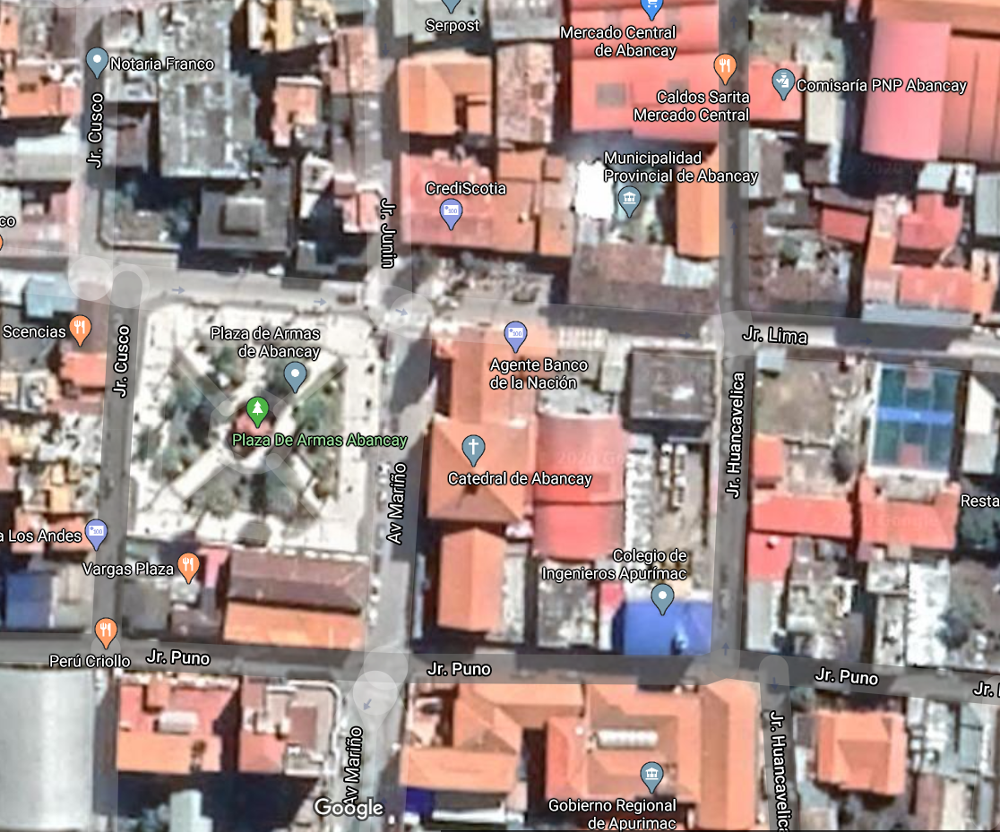 Serpost
Mercado Central
de Abancay
Notaria Franco
Comisaría PNP Abancay
Caldos Sarita
Mercado Central
Jr. Cusco
Municipalidad
Provincial de Abancay
CrediScotia
Jr. Junin
co
Jr. Lima
Scencias
Plaza de Armas
de Abancay
Jr. Cusco
Agente Banco
de la Nación
Jr. Huancavelica
Plaza De Armas Abancay
Catedral de Abancay
Av Mariño
Resta
a Los Andes
Vargas Plaza
Colegio de
Ingenieros Apurímac
Perú Criollo
Jr. Puno
Jr. Puno
Jr. Puno
Av Mariño
Jr. Huancavelica
Google
Gobierno Regional
de Apurimac